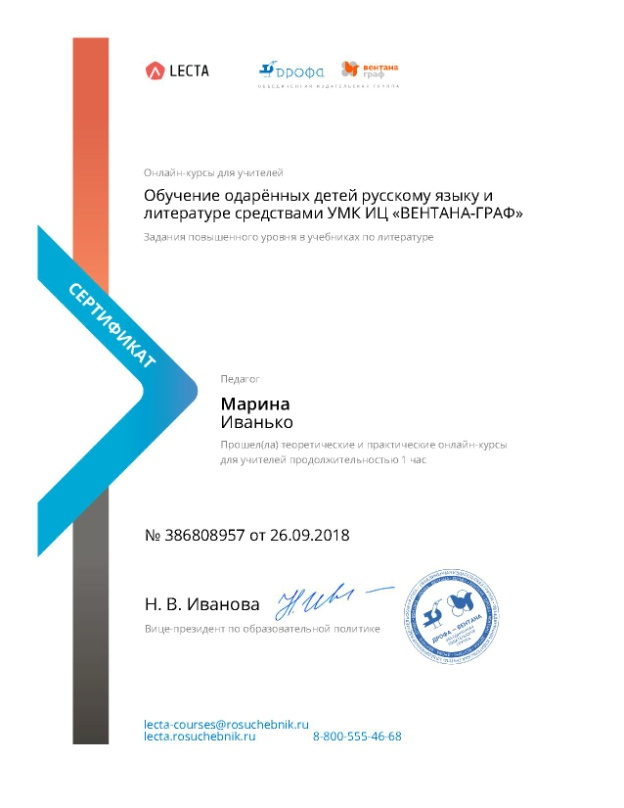 LECTA
дрофа
вентана
граф
ОБЪЕДИНЕННАЯ ИЗДАТЕЛЬСКАЯ ГРУППА
Онлайн-курсы для учителей
Обучение одарённых детей русскому языку и
литературе средствами УМК ИЦ «ВЕНТАНА-ГРАФ»
Задания повышенного уровня в учебниках по литературе
СЕРТИФИКАТ
Педагог
Марина
Иванько
Прошел(ла) теоретические и практические онлайн-курсы
для учителей продолжительностью 1 час
№ 386808957 от 26.09.2018
Н. В. Иванова
Вице-президент по образовательной политике
ДРОФА — ВЕНТАНА
lecta-courses@rosuchebnik.ru
lecta.rosuchebnik.ru 8-800-555-46-68